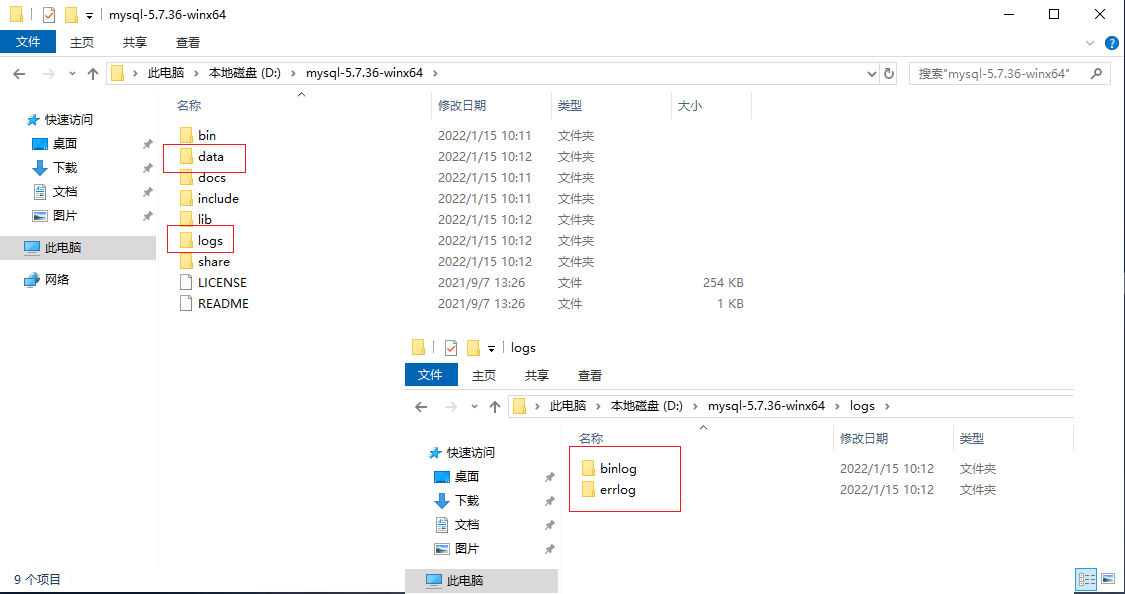 mysql-5.7.36-winx64
文件 主页 共享 查看
此电脑 本地磁盘 (D:) mysql-5.7.36-winx64 搜索"mysql-5.7.36-winx64"
名称 修改日期 类型 大小
快速访问
桌面
下载
文档
图片
此电脑
网络
bin 2022/1/15 10:11 文件夹
data 2022/1/15 10:12 文件夹
docs 2022/1/15 10:11 文件夹
include 2022/1/15 10:11 文件夹
lib 2022/1/15 10:12 文件夹
logs 2022/1/15 10:12 文件夹
share 2022/1/15 10:12 文件夹
LICENSE 2021/9/7 13:26 文件 254 KB
README 2021/9/7 13:26 文件 1 KB
9 个项目
logs
文件 主页 共享 查看
此电脑 本地磁盘 (D:) mysql-5.7.36-winx64 logs
名称 修改日期 类型
快速访问
桌面
下载
文档
图片
此电脑
binlog 2022/1/15 10:12 文件夹
errlog 2022/1/15 10:12 文件夹